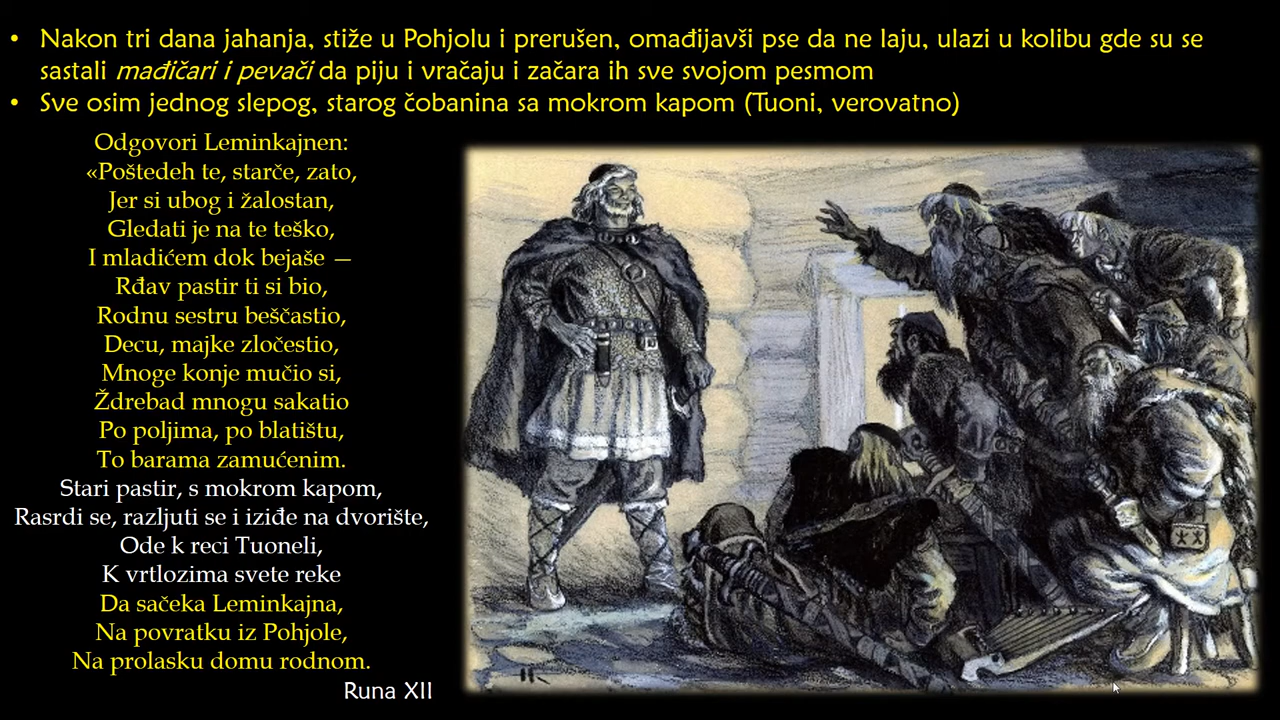 • Nakon tri dana jahanja, stiže u Pohjolu i prerušen, omađijavši pse da ne laju, ulazi u kolibu gde su se
sastali mađičari i pevači da piju i vračaju i začara ih sve svojom pesmom
• Sve osim jednog slepog, starog čobanina sa mokrom kapom (Tuoni, verovatno)
Odgovori Leminkajnen:
«Poštedeh te, starče, zato,
Jer si ubog i žalostan,
Gledati je na te teško,
I mladićem dok bejaše —
Rđav pastir ti si bio,
Rodnu sestru beščastio,
Decu, majke zločestio,
Mnoge konje mučio si,
Ždrebad mnogu sakatio
Po poljima, po blatištu,
To barama zamućenim.
Stari pastir, s mokrom kapom,
Rasrdi se, razljuti se i iziđe na dvorište,
Ode k reci Tuoneli,
K vrtlozima svete reke
Da sačeka Leminkajna,
Na povratku iz Pohjole,
Na prolasku domu rodnom.
Runa XII